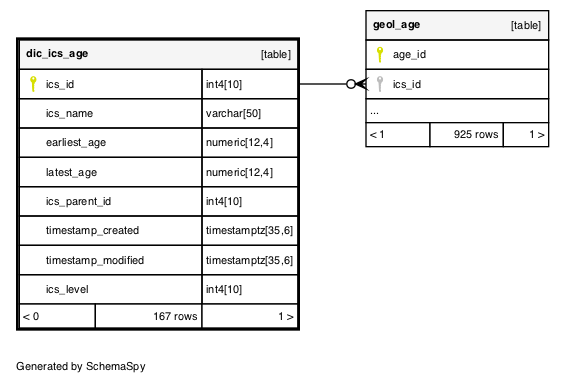 dic_ics_age [table]
ics_id int4[10]
ics_name varchar[50]
earliest_age numeric[12,4]
latest_age numeric[12,4]
ics_parent_id int4[10]
timestamp_created timestamptz[35,6]
timestamp_modified timestamptz[35,6]
ics_level int4[10]
< 0 167 rows 1 >
geol_age [table]
age_id
ics_id
...
< 1 925 rows 1 >
Generated by SchemaSpy